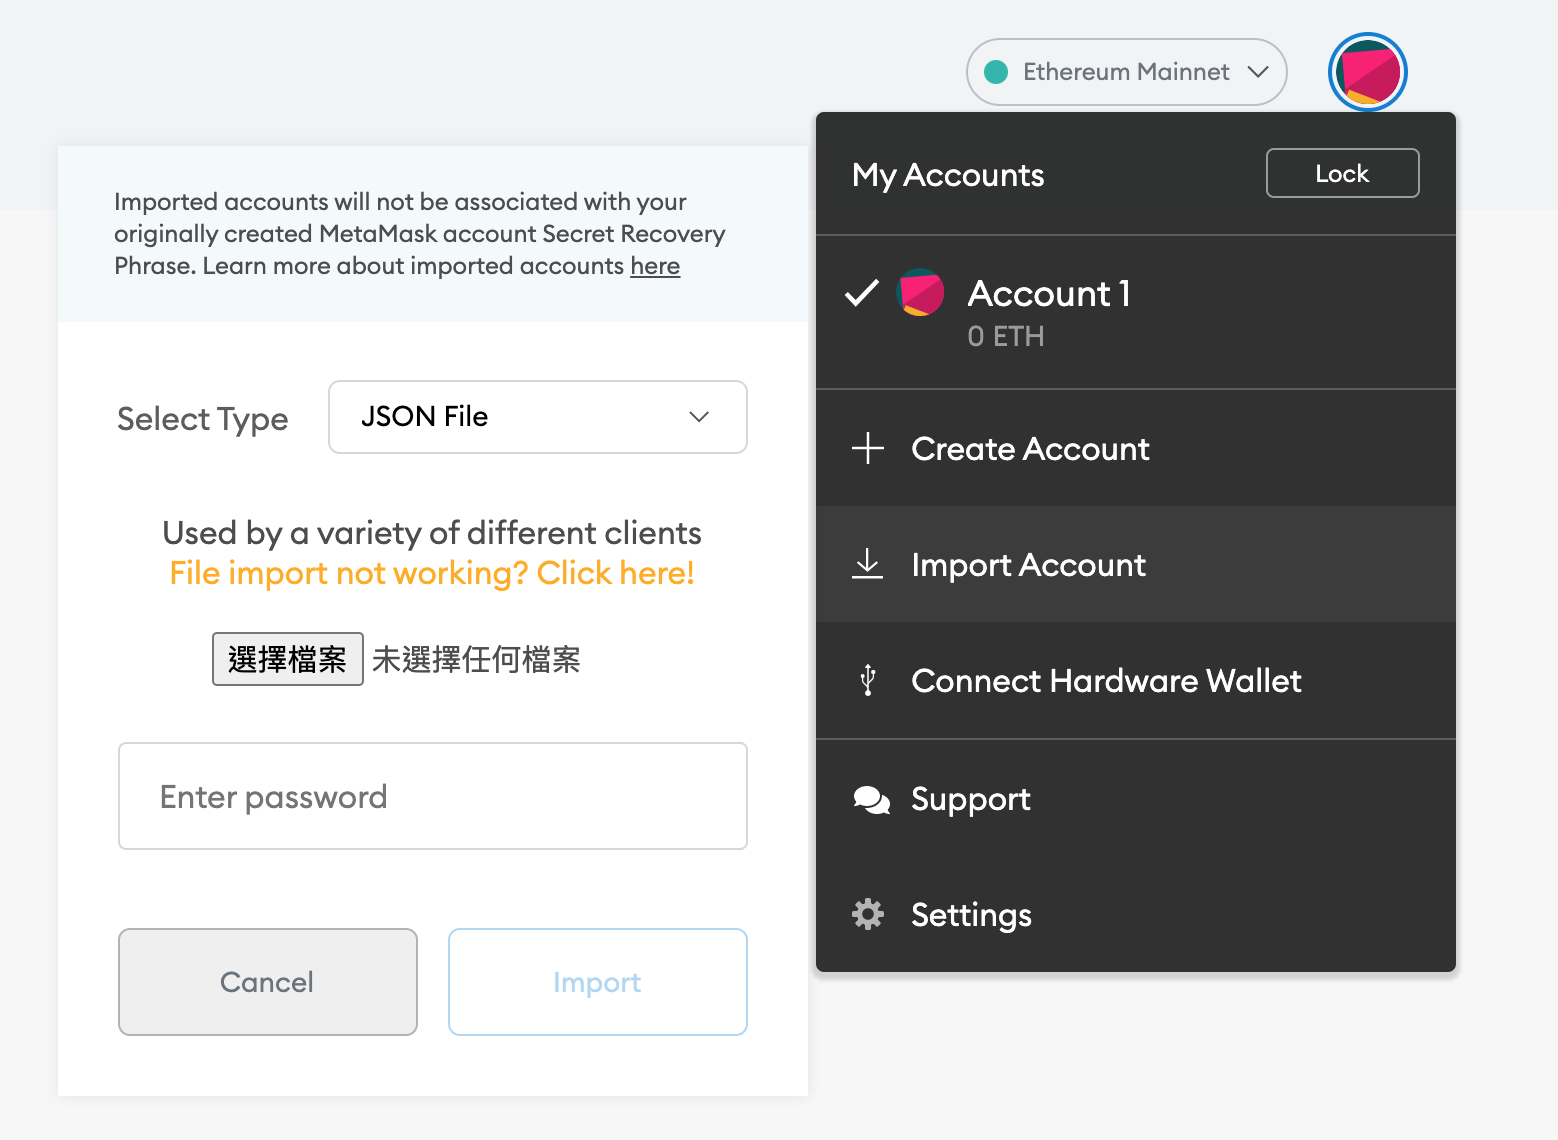 Ethereum Mainnet
Imported accounts will not be associated with your
originally created MetaMask account Secret Recovery
Phrase. Learn more about imported accounts here
Select Type
JSON File
Used by a variety of different clients
File import not working? Click here!
選擇檔案 未選擇任何檔案
Enter password
Cancel
Import
My Accounts
Lock
Account 1
0 ETH
Create Account
Import Account
Connect Hardware Wallet
Support
Settings